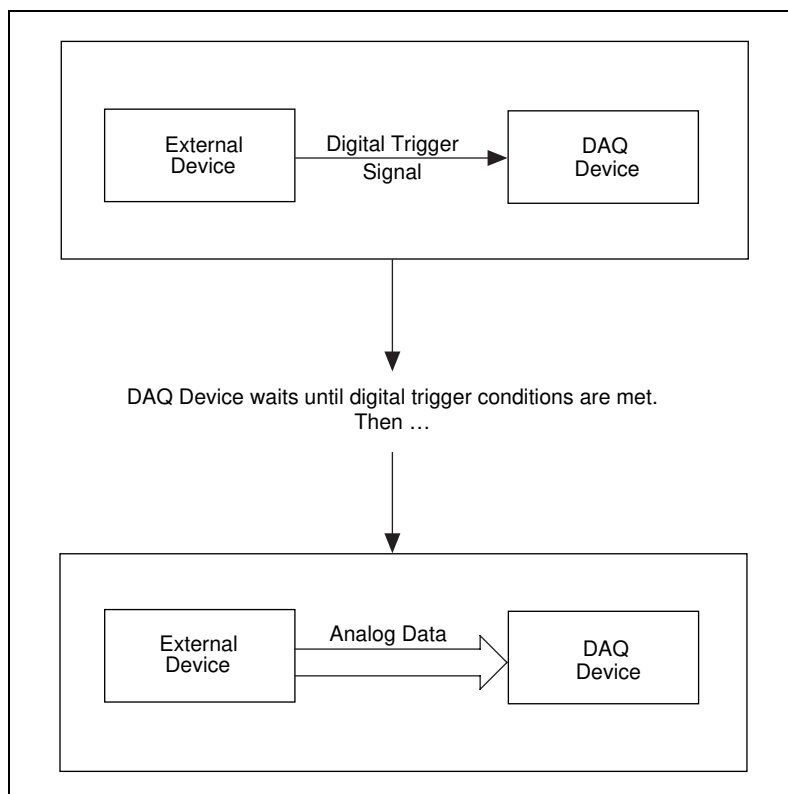 External
Device
Digital Trigger
Signal
DAQ
Device
DAQ Device waits until digital trigger conditions are met.
Then …
External
Device
Analog Data
DAQ
Device